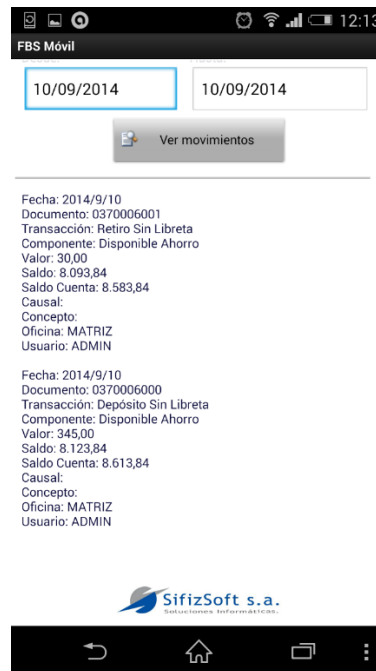 12:13
FBS Móvil
10/09/2014
10/09/2014
Ver movimientos
Fecha: 2014/9/10
Documento: 0370006001
Transacción: Retiro Sin Libreta
Componente: Disponible Ahorro
Valor: 30,00
Saldo: 8.093,84
Saldo Cuenta: 8.583,84
Causal:
Concepto:
Oficina: MATRIZ
Usuario: ADMIN
Fecha: 2014/9/10
Documento: 0370006000
Transacción: Depósito Sin Libreta
Componente: Disponible Ahorro
Valor: 345,00
Saldo: 8.123,84
Saldo Cuenta: 8.613,84
Causal:
Concepto:
Oficina: MATRIZ
Usuario: ADMIN
SifizSoft s.a.
Soluciones Informáticas.